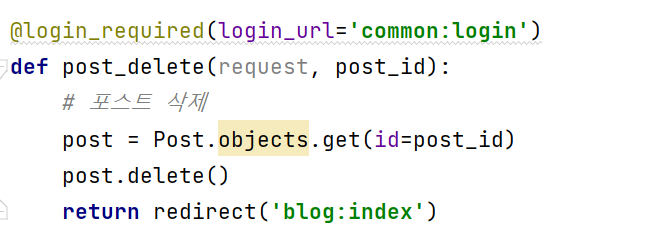 @login_required(login_url='common:login')
def post_delete(request, post_id):
    # 포스트 삭제
    post = Post.objects.get(id=post_id)
    post.delete()
    return redirect('blog:index')